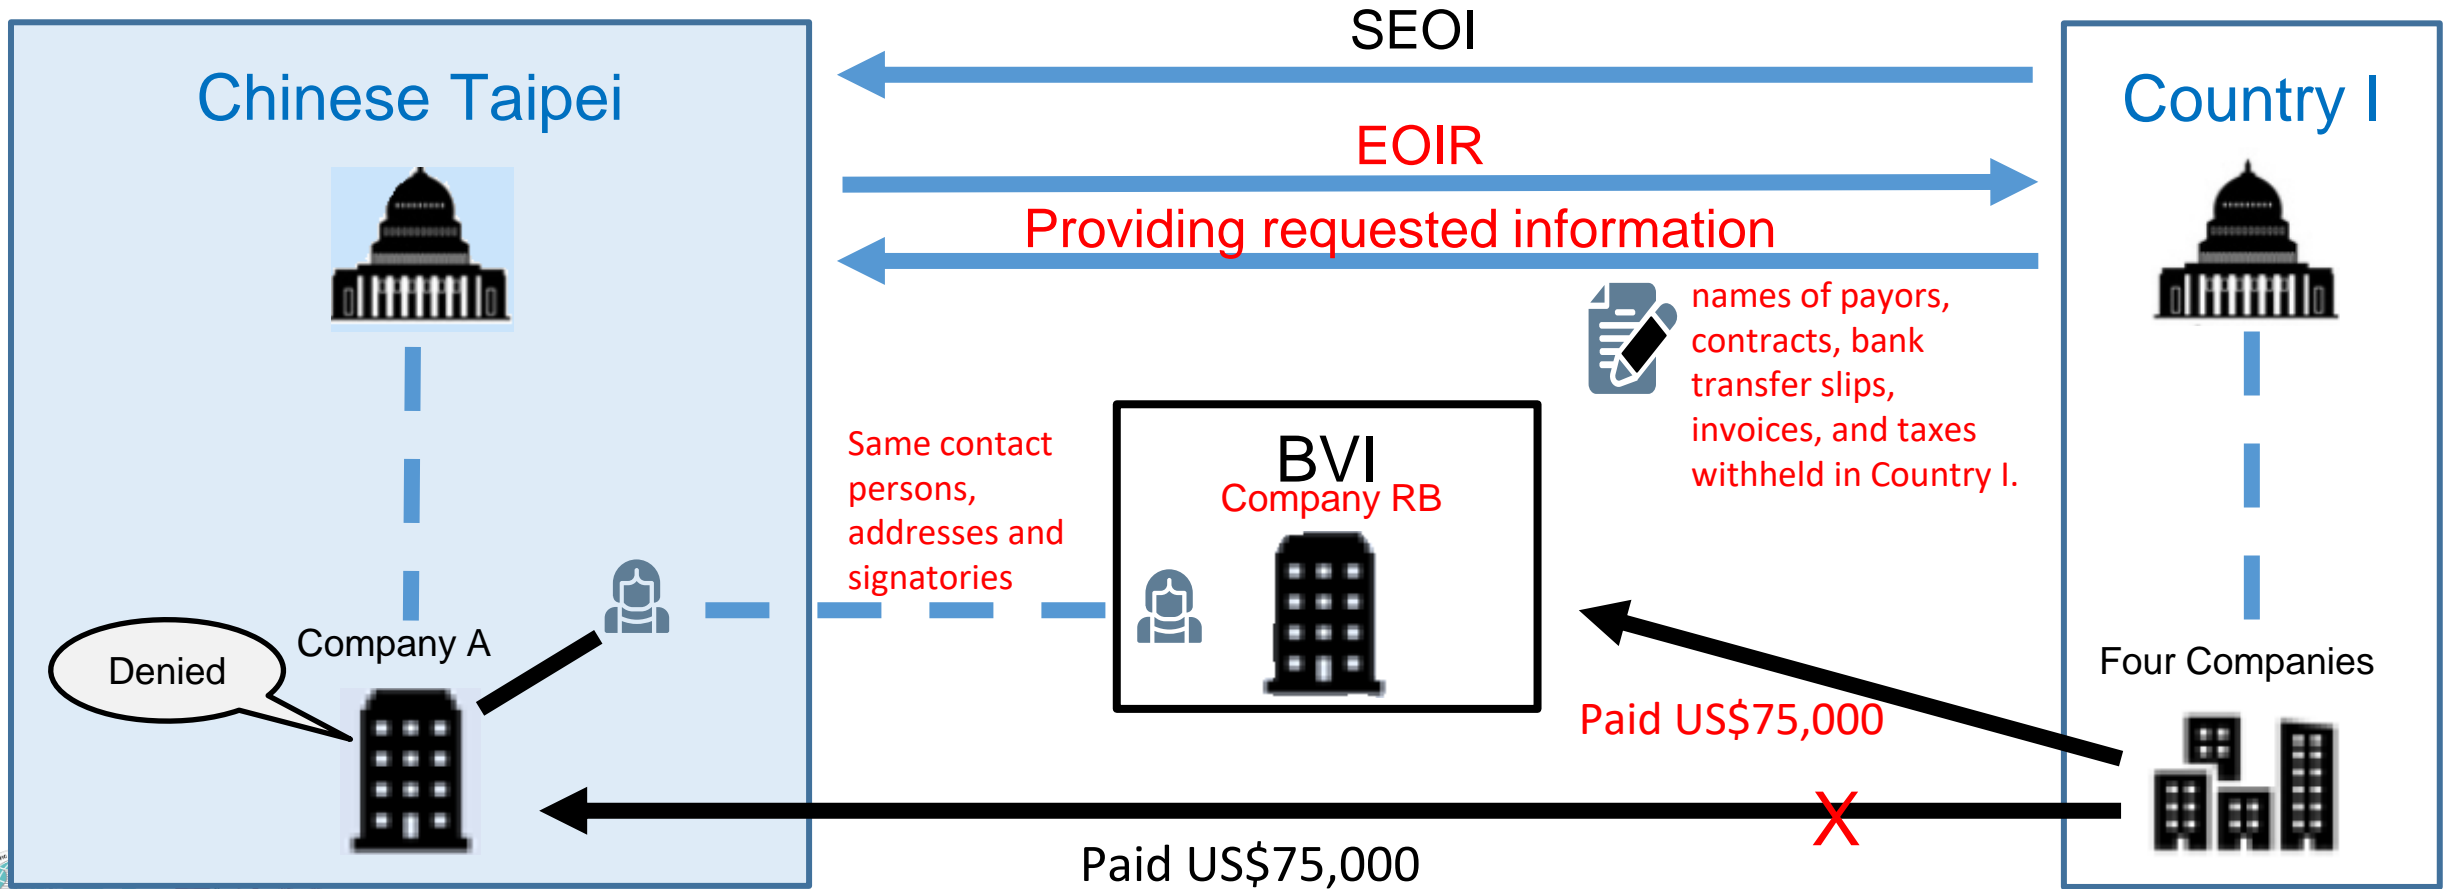 SEOI
Chinese Taipei
Country I
EOIR
Providing requested information
names of payors,
contracts, bank
transfer slips,
invoices, and taxes
withheld in Country I.
Same contact
persons,
addresses and
signatories
BVI
Company RB
Denied
Company A
Four Companies
Paid US$75,000
X
Paid US$75,000